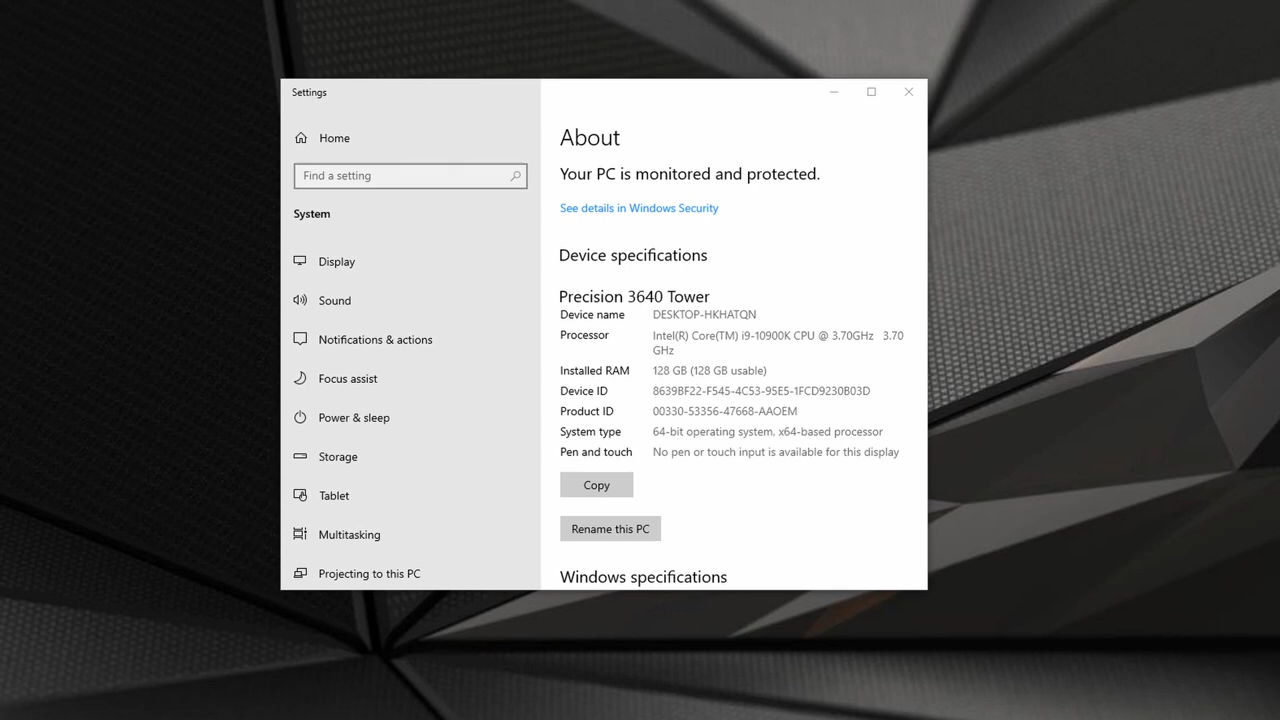 Settings
Home
Find a setting
System
Display
Sound
Notifications & actions
Focus assist
Power & sleep
Storage
Tablet
Multitasking
Projecting to this PC
About
Your PC is monitored and protected.
See details in Windows Security
Device specifications
Precision 3640 Tower
Device name DESKTOP-HKHATQN
Processor Intel(R) Core(TM) i9-10900K CPU @ 3.70GHz 3.70
GHz
Installed RAM 128 GB (128 GB usable)
Device ID 8639BF22-F545-4C53-95E5-1FCD9230B03D
Product ID 00330-53356-47668-AAOEM
System type 64-bit operating system, x64-based processor
Pen and touch No pen or touch input is available for this display
Copy
Rename this PC
Windows specifications